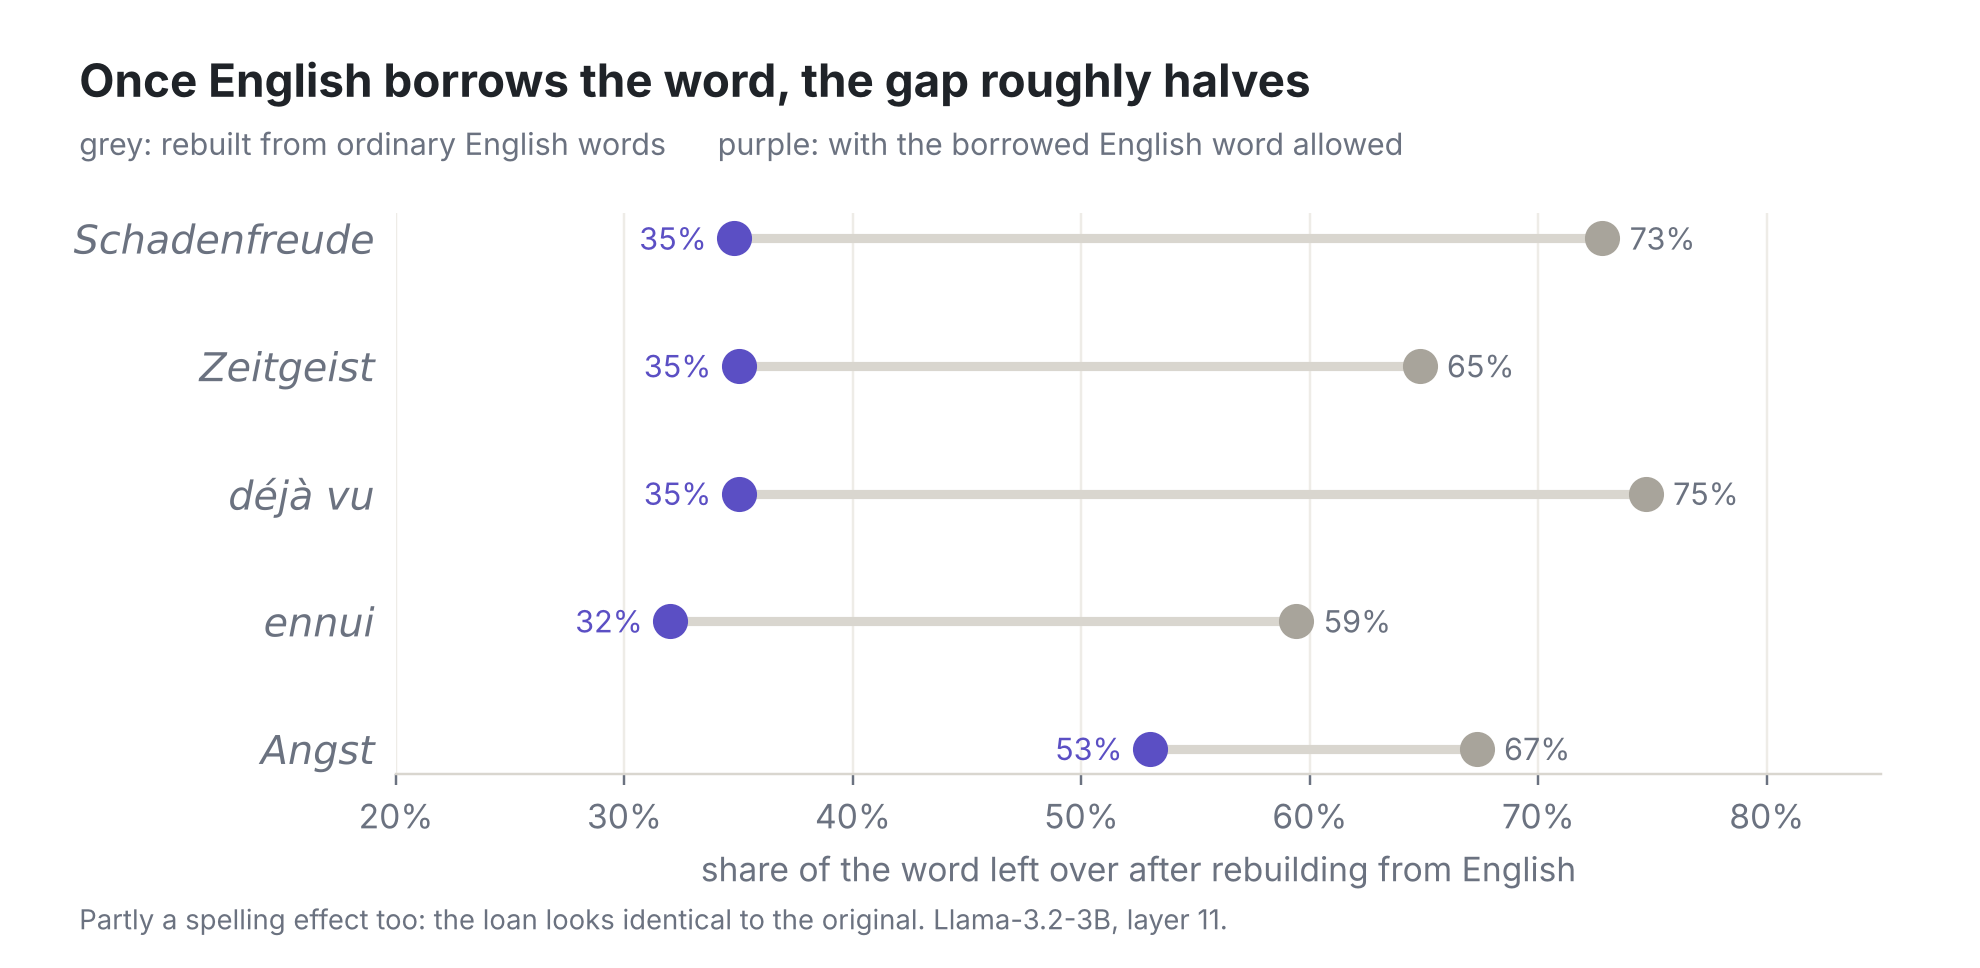 Once English borrows the word, the gap roughly halves
grey: rebuilt from ordinary English words purple: with the borrowed English word allowed
Schadenfreude 35% 73%
Zeitgeist 35% 65%
déjà vu 35% 75%
ennui 32% 59%
Angst 53% 67%
20% 30% 40% 50% 60% 70% 80%
share of the word left over after rebuilding from English
Partly a spelling effect too: the loan looks identical to the original. Llama-3.2-3B, layer 11.